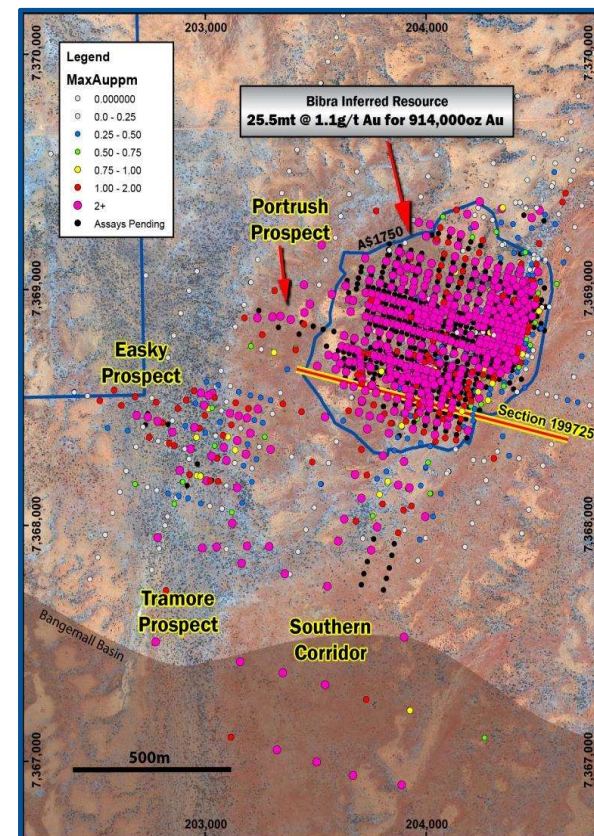 203,000
204,000
7,370,000
7,370,000
Legend
MaxAuppm
0.000000
0.0 - 0.25
0.25 - 0.50
0.50 - 0.75
0.75 - 1.00
1.00 - 2.00
2+
Assays Pending
Bibra Inferred Resource
25.5mt @ 1.1g/t Au for 914,000oz Au
Portrush
Prospect
A$1750
7,369,000
7,369,000
Easky
Prospect
Section 199725
7,368,000
7,368,000
Tramore
Prospect
Southern
Corridor
Bangemall Basin
7,367,000
7,367,000
500m
203,000
204,000